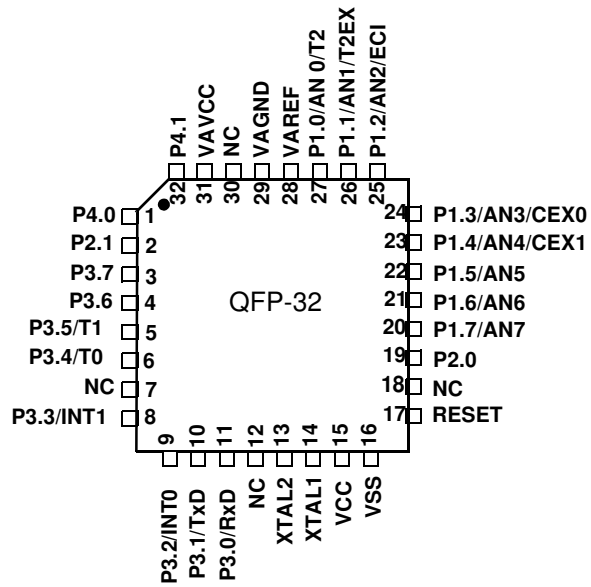 P4.1
VAVCC
NC
VAGND
VAREF
P1.0/AN 0/T2
P1.1/AN1/T2EX
P1.2/AN2/ECI
32
31
30
29
28
27
26
25
P4.0 1
P2.1 2
P3.7 3
P3.6 4
P3.5/T1 5
P3.4/T0 6
NC 7
P3.3/INT1 8
QFP-32
24 P1.3/AN3/CEX0
23 P1.4/AN4/CEX1
22 P1.5/AN5
21 P1.6/AN6
20 P1.7/AN7
19 P2.0
18 NC
17 RESET
9
10
11
12
13
14
15
16
P3.2/INT0
P3.1/TxD
P3.0/RxD
NC
XTAL2
XTAL1
VCC
VSS